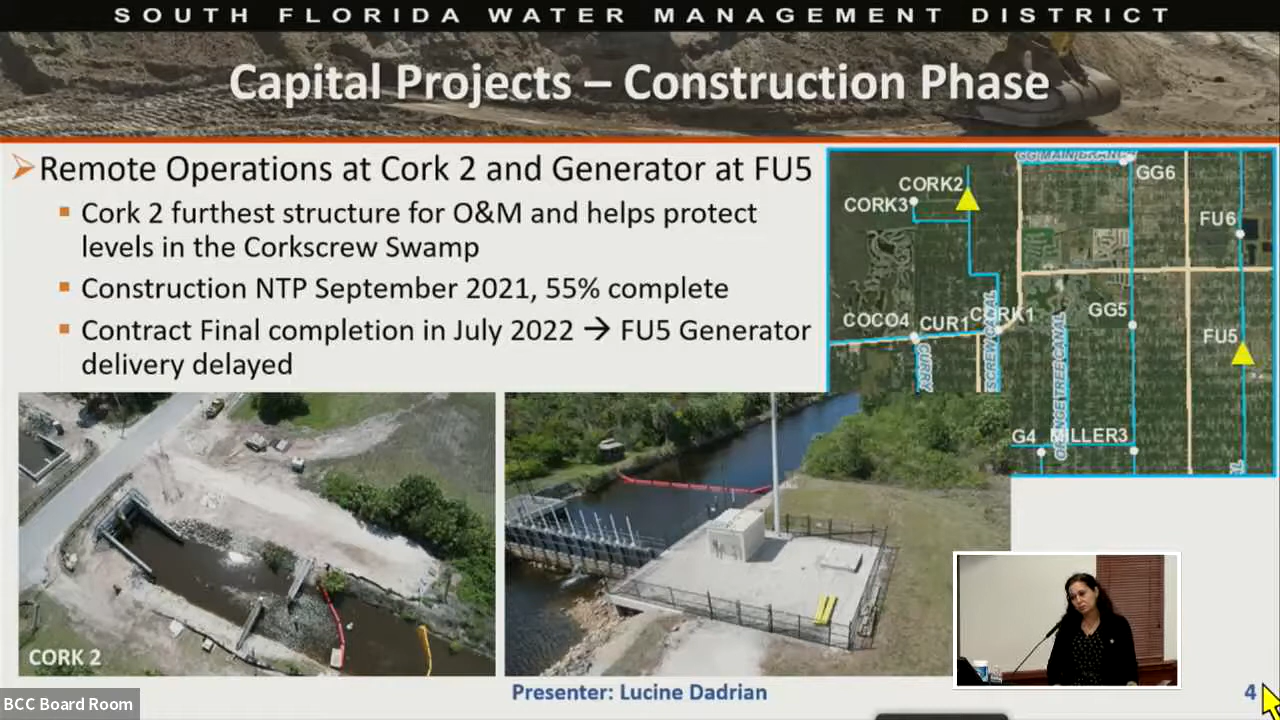 SOUTH FLORIDA WATER MANAGEMENT DISTRICT
Capital Projects – Construction Phase
➢Remote Operations at Cork 2 and Generator at FU5
▪ Cork 2 furthest structure for O&M and helps protect
levels in the Corkscrew Swamp
▪ Construction NTP September 2021, 55% complete
▪ Contract Final completion in July 2022 → FU5 Generator
delivery delayed
GG MAIN BRANCH
GG6
CORK2
CORK3
FU6
COCO4
CUR1
CORK1
GG5
FU5
CURRY
SCREW CANAL
ORANGE TREE CANAL
G4
MILLER3
CORK 2
Presenter: Lucine Dadrian
4
BCC Board Room